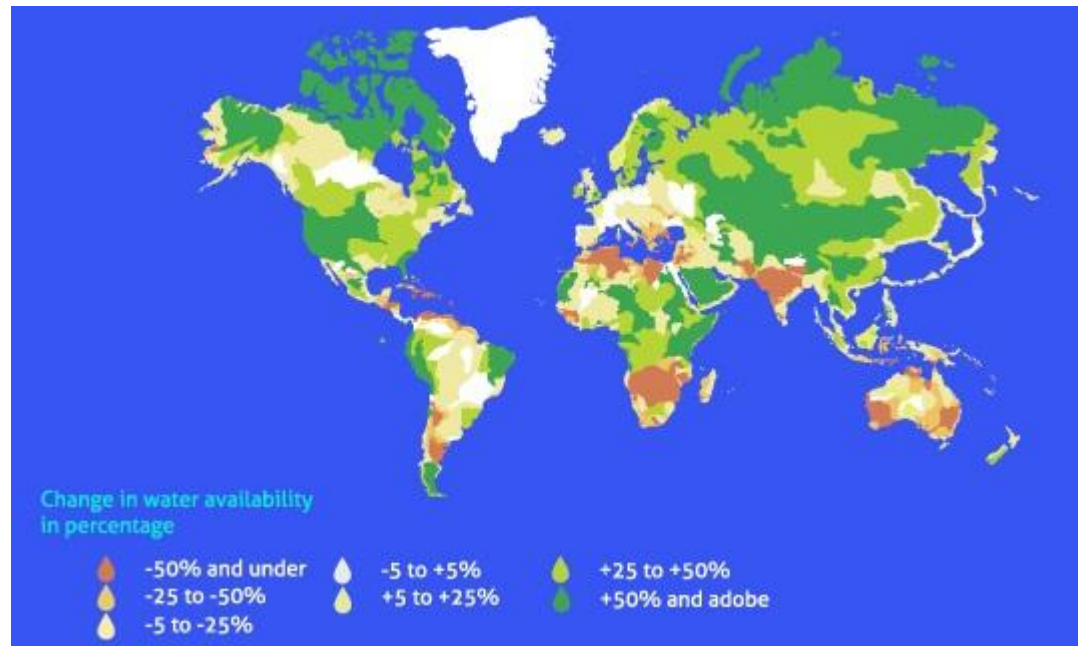 Change in water availability
in percentage
-50% and under
-25 to -50%
-5 to -25%
-5 to +5%
+5 to +25%
+25 to +50%
+50% and adobe